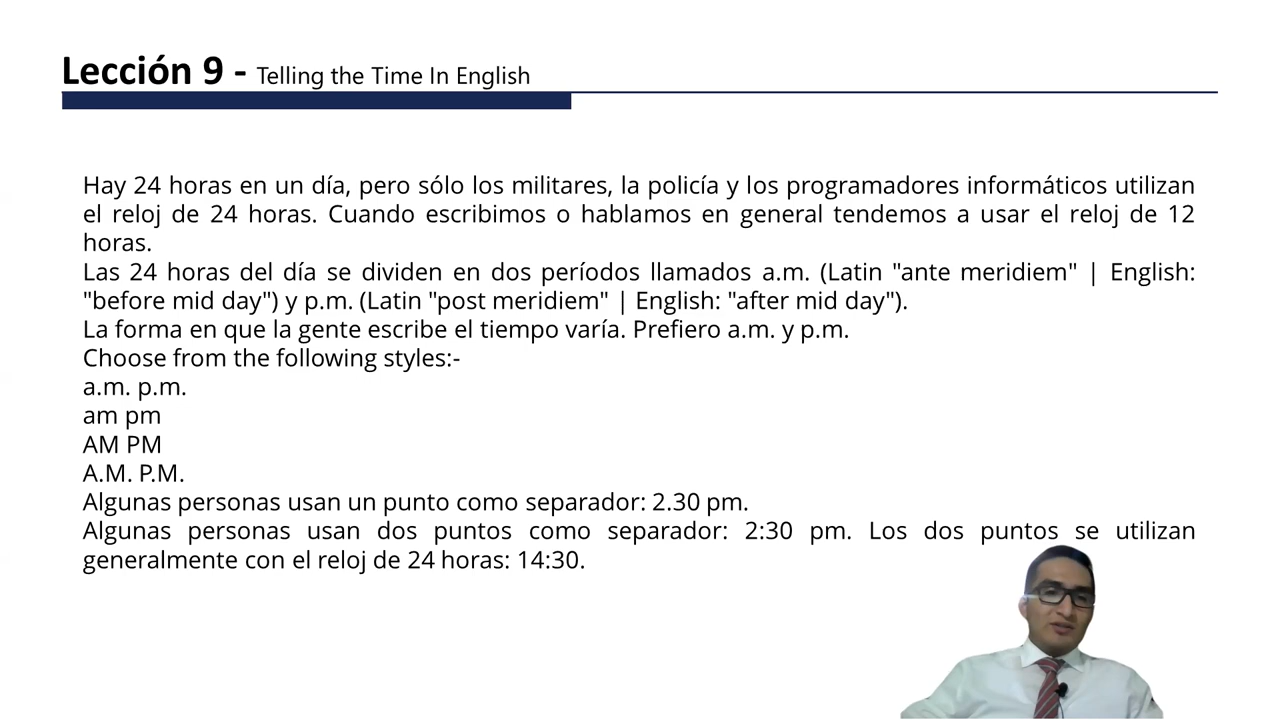 Lección 9 - Telling the Time In English
Hay 24 horas en un día, pero sólo los militares, la policía y los programadores informáticos utilizan
el reloj de 24 horas. Cuando escribimos o hablamos en general tendemos a usar el reloj de 12
horas.
Las 24 horas del día se dividen en dos períodos llamados a.m. (Latin "ante meridiem" | English:
"before mid day") y p.m. (Latin "post meridiem" | English: "after mid day").
La forma en que la gente escribe el tiempo varía. Prefiero a.m. y p.m.
Choose from the following styles:-
a.m. p.m.
am pm
AM PM
A.M. P.M.
Algunas personas usan un punto como separador: 2.30 pm.
Algunas personas usan dos puntos como separador: 2:30 pm. Los dos puntos se utilizan
generalmente con el reloj de 24 horas: 14:30.